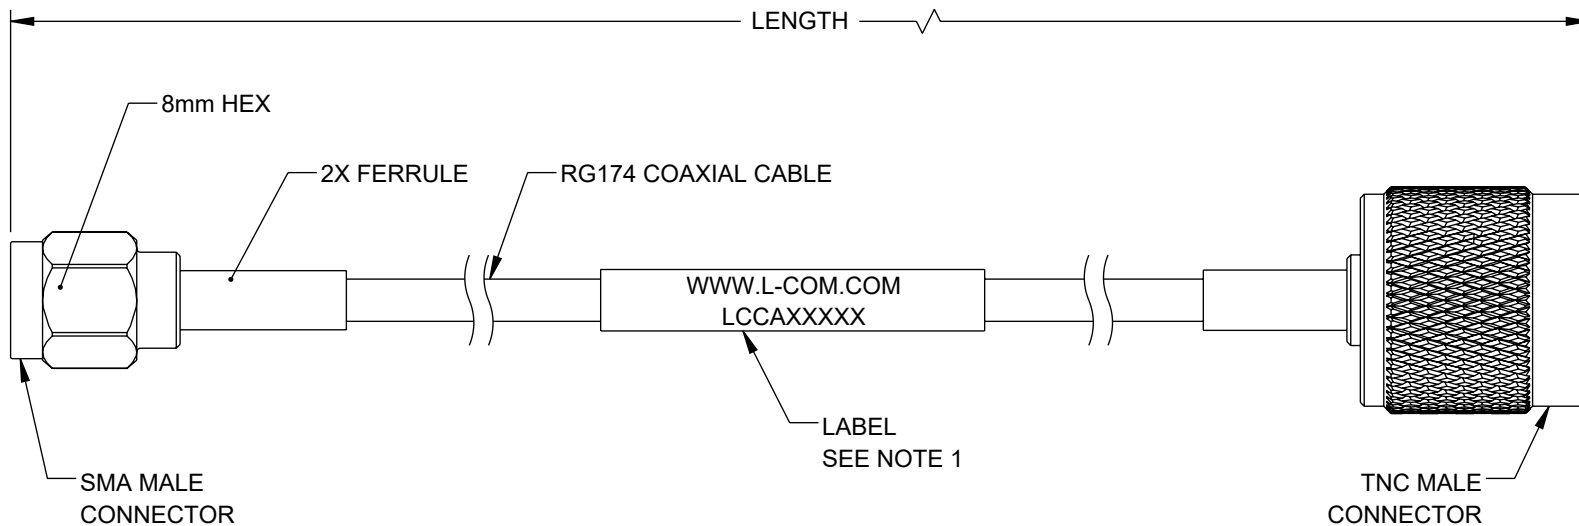 LENGTH
8mm HEX
2X FERRULE
RG174 COAXIAL CABLE
WWW.L-COM.COM
LCCAXXXXX
LABEL
SEE NOTE 1
SMA MALE
CONNECTOR
TNC MALE
CONNECTOR